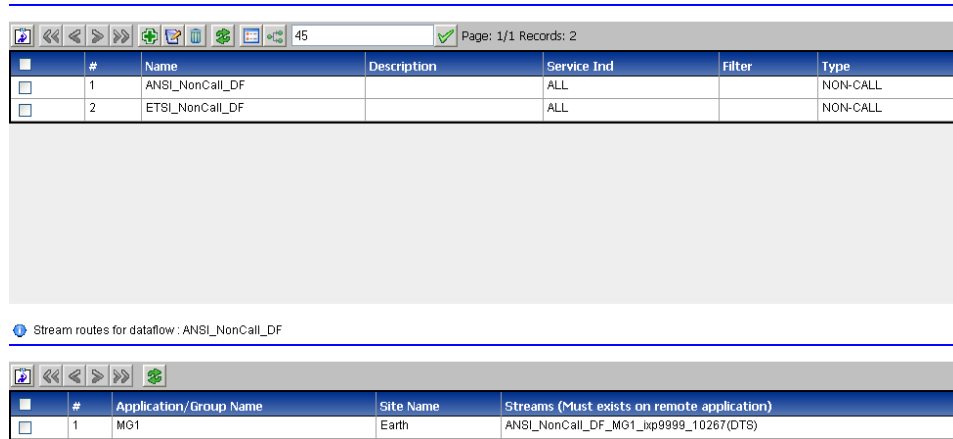 45 Page: 1/1 Records: 2
# Name Description Service Ind Filter Type
1 ANSI_NonCall_DF ALL NON-CALL
2 ETSI_NonCall_DF ALL NON-CALL
Stream routes for dataflow : ANSI_NonCall_DF
# Application/Group Name Site Name Streams (Must exists on remote application)
1 MG1 Earth ANSI_NonCall_DF_MG1_ixp9999_10267(DTS)